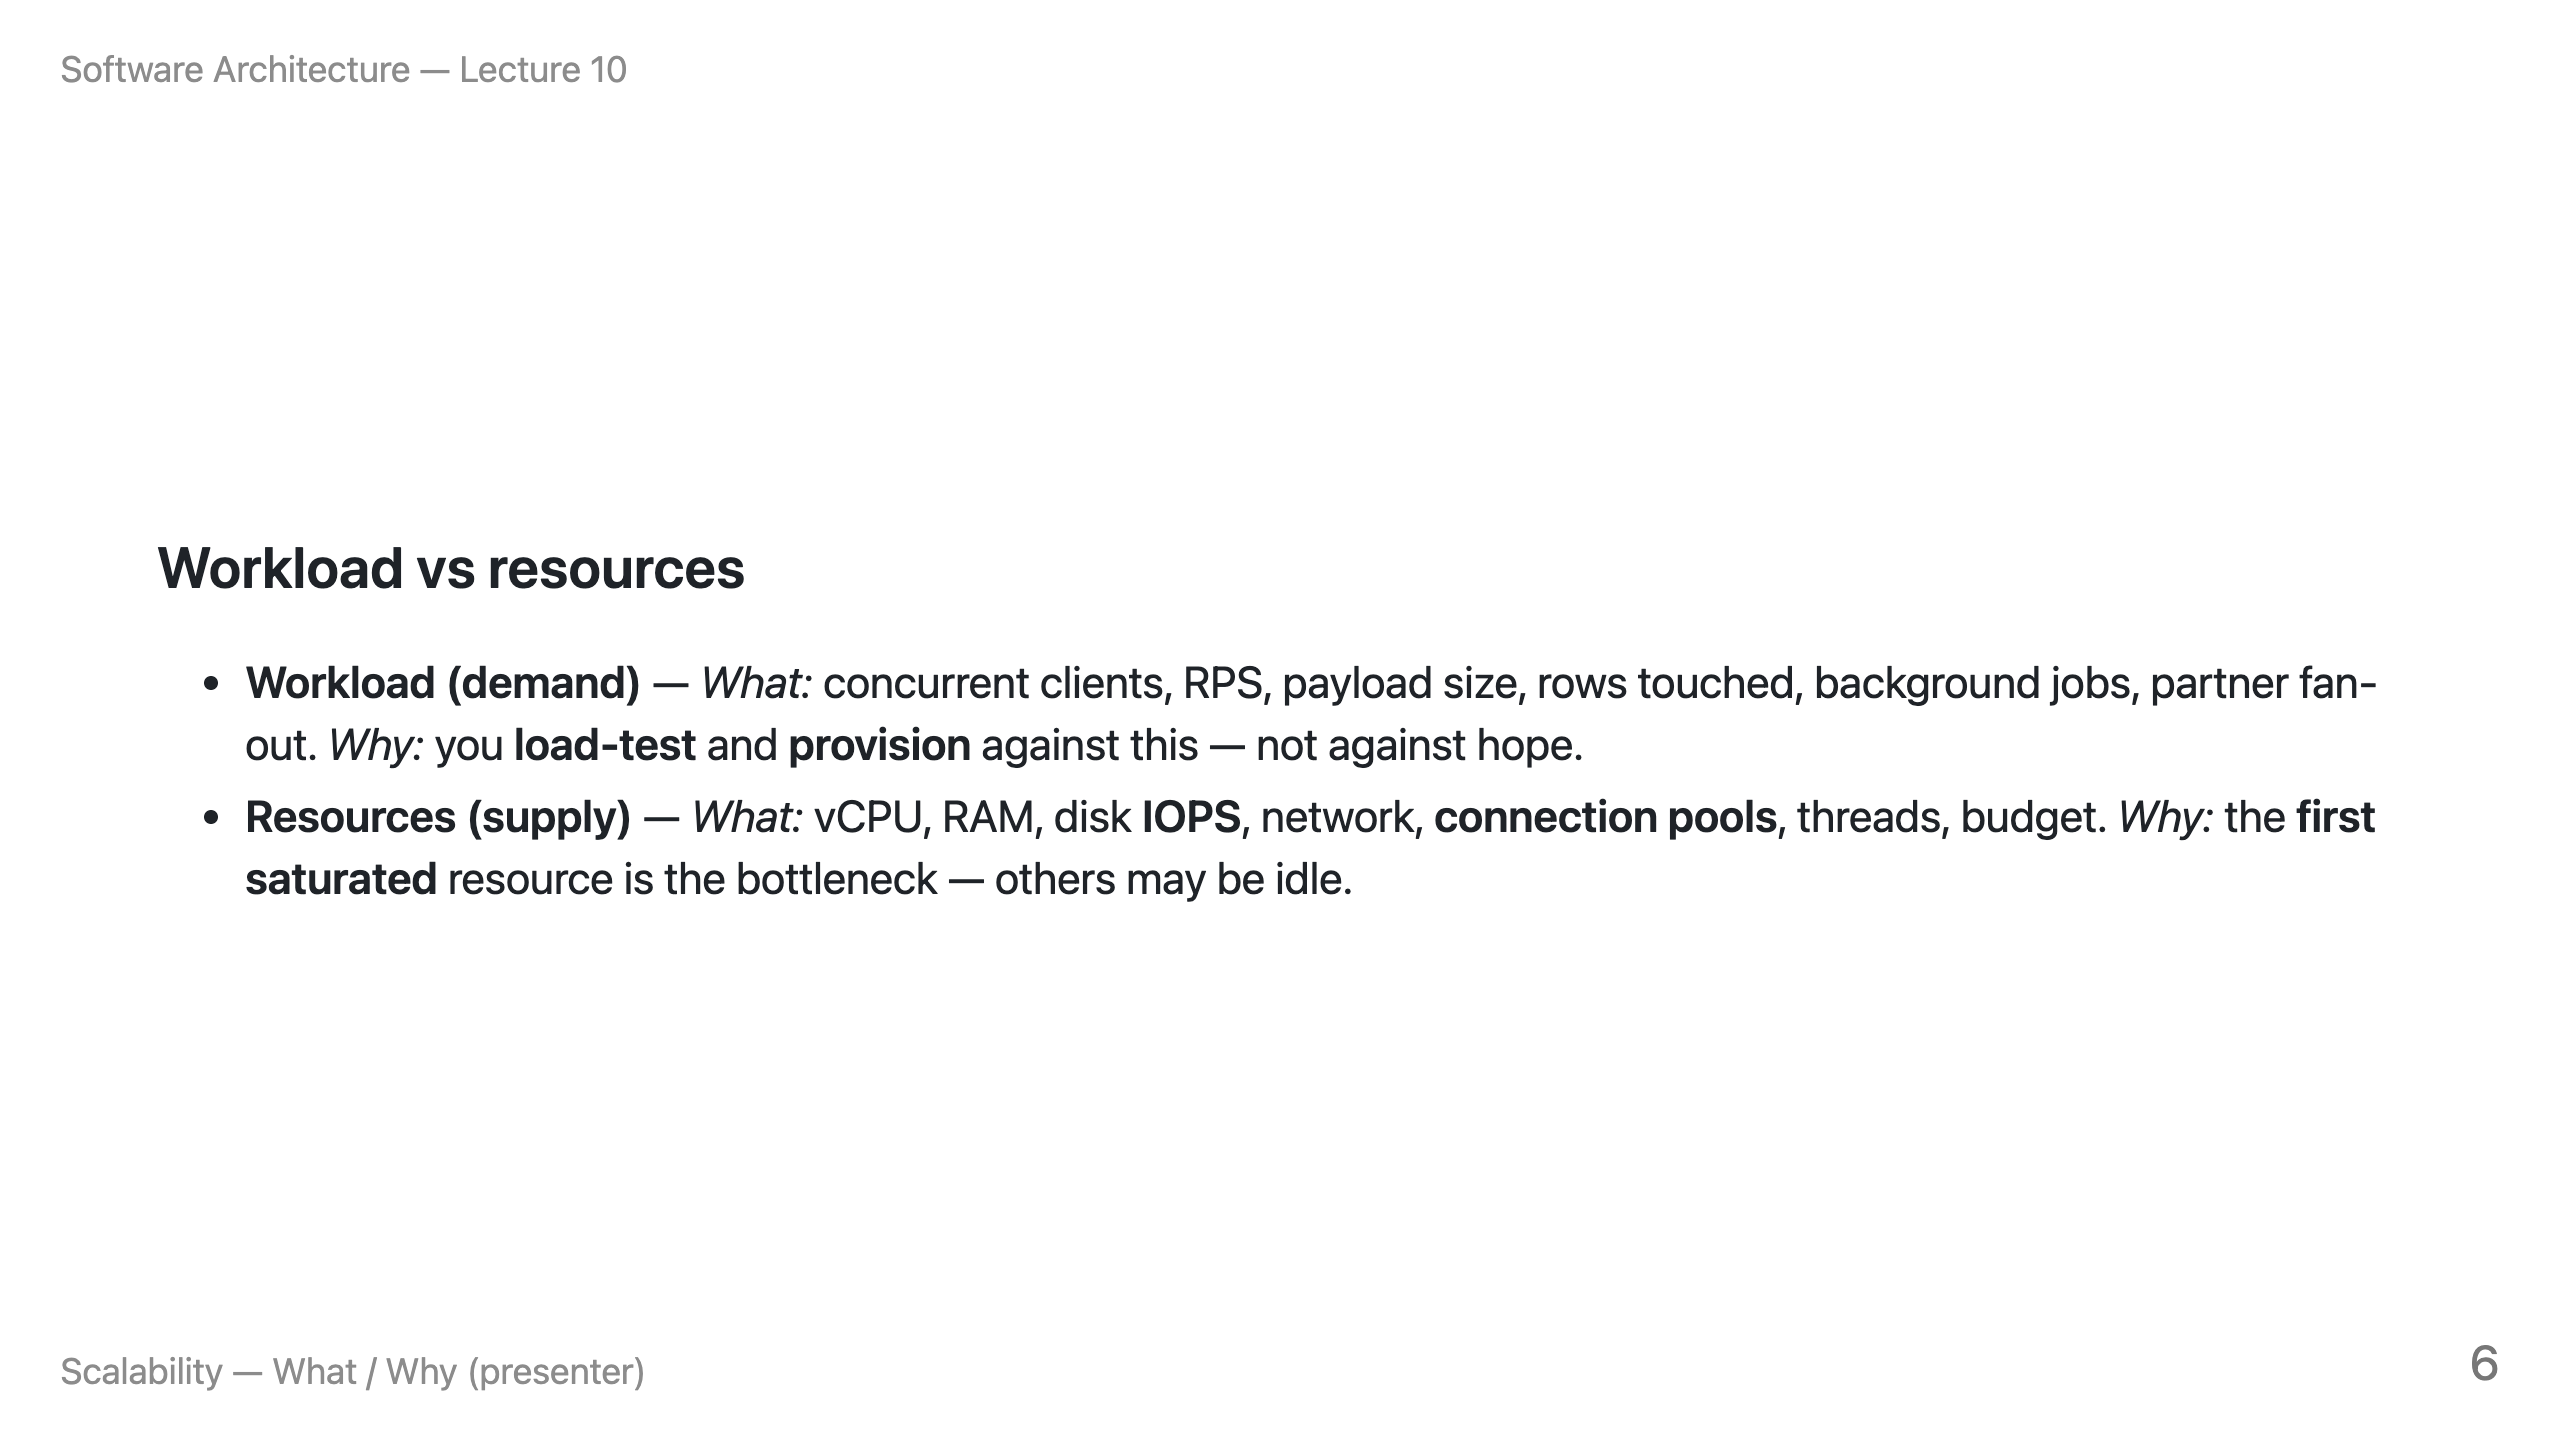 Software Architecture — Lecture 10
Workload vs resources
• Workload (demand) — What: concurrent clients, RPS, payload size, rows touched, background jobs, partner fan-
out. Why: you load-test and provision against this — not against hope.
• Resources (supply) — What: vCPU, RAM, disk IOPS, network, connection pools, threads, budget. Why: the first
saturated resource is the bottleneck — others may be idle.
Scalability — What / Why (presenter)
6